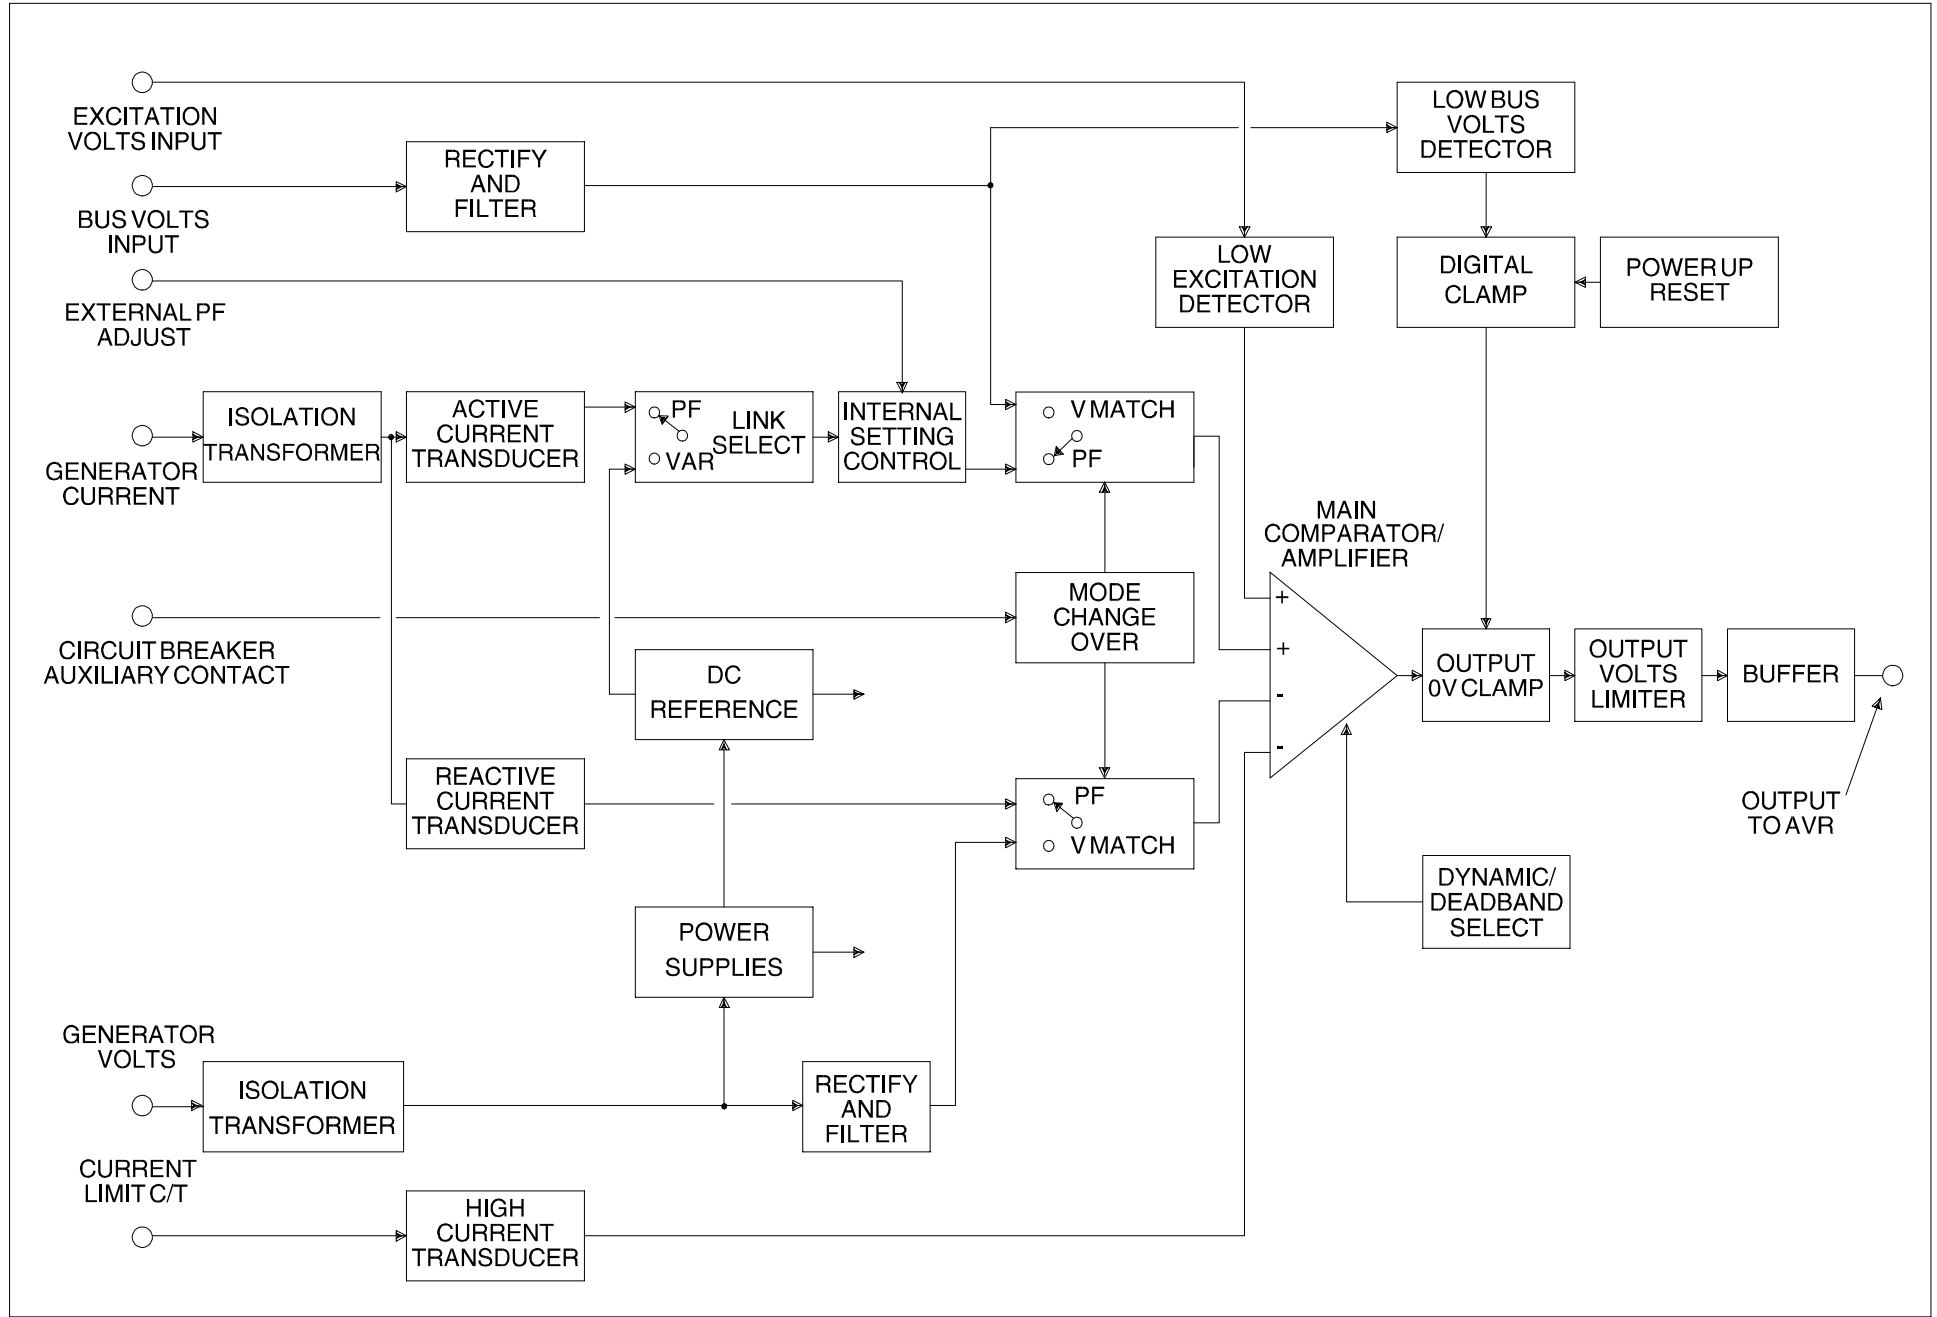 EXCITATION
VOLTS INPUT
BUS VOLTS
INPUT
EXTERNAL PF
ADJUST
GENERATOR
CURRENT
CIRCUIT BREAKER
AUXILIARY CONTACT
GENERATOR
VOLTS
CURRENT
LIMIT C/T
RECTIFY
AND
FILTER
ISOLATION
TRANSFORMER
ACTIVE
CURRENT
TRANSDUCER
PF
VAR
LINK
SELECT
INTERNAL
SETTING
CONTROL
V MATCH
PF
LOW
EXCITATION
DETECTOR
LOW BUS
VOLTS
DETECTOR
DIGITAL
CLAMP
POWER UP
RESET
MODE
CHANGE
OVER
DC
REFERENCE
REACTIVE
CURRENT
TRANSDUCER
PF
V MATCH
POWER
SUPPLIES
ISOLATION
TRANSFORMER
RECTIFY
AND
FILTER
HIGH
CURRENT
TRANSDUCER
MAIN
COMPARATOR/
AMPLIFIER
+
+
-
-
OUTPUT
0V CLAMP
OUTPUT
VOLTS
LIMITER
BUFFER
OUTPUT
TO AVR
DYNAMIC/
DEADBAND
SELECT